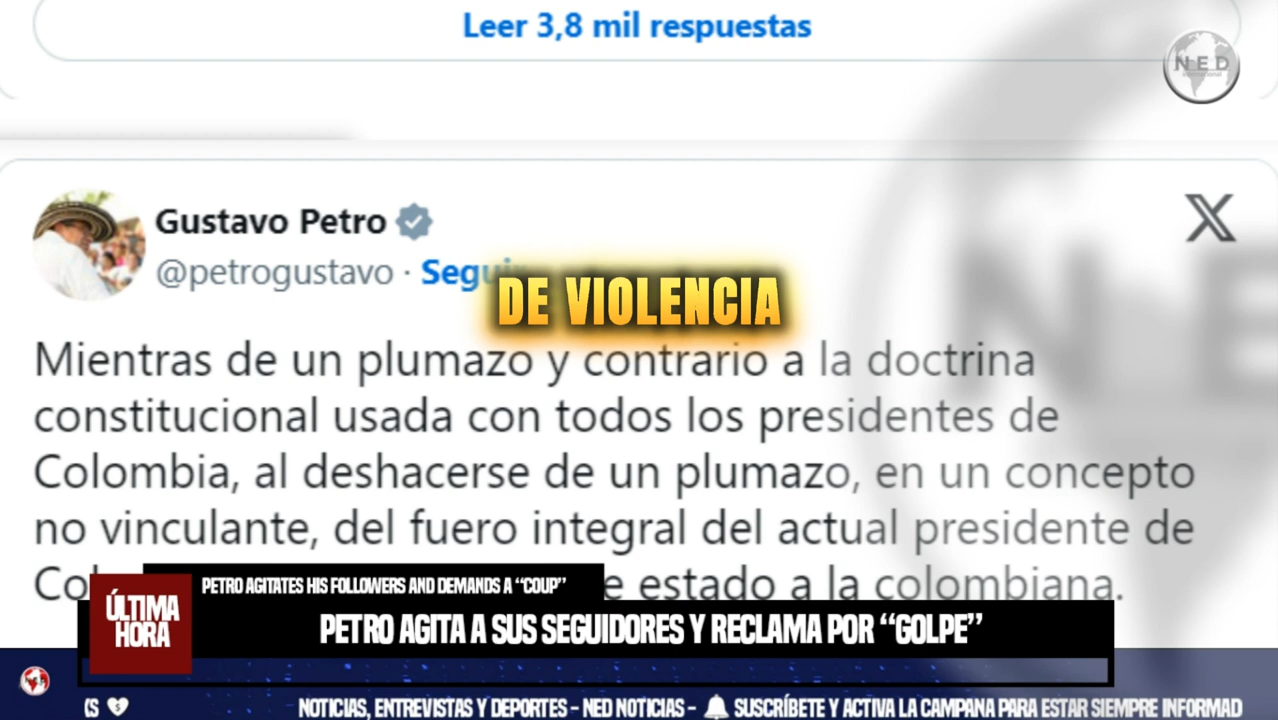 Leer 3,8 mil respuestas
NED
Gustavo Petro
@petrogustavo ·
DE VIOLENCIA
Mientras de un plumazo y contrario a la doctrina
constitucional usada con todos los presidentes de
Colombia, al deshacerse de un plumazo, en un concepto
no vinculante, del fuero integral del actual presidente de
estado a la colombiana.
PETRO AGITATES HIS FOLLOWERS AND DEMANDS A “COUP”
ÚLTIMA
HORA
PETRO AGITA A SUS SEGUIDORES Y RECLAMA POR “GOLPE”
NOTICIAS, ENTREVISTAS Y DEPORTES - NED NOTICIAS - 🔔 SUSCRÍBETE Y ACTIVA LA CAMPANA PARA ESTAR SIEMPRE INFORMAD